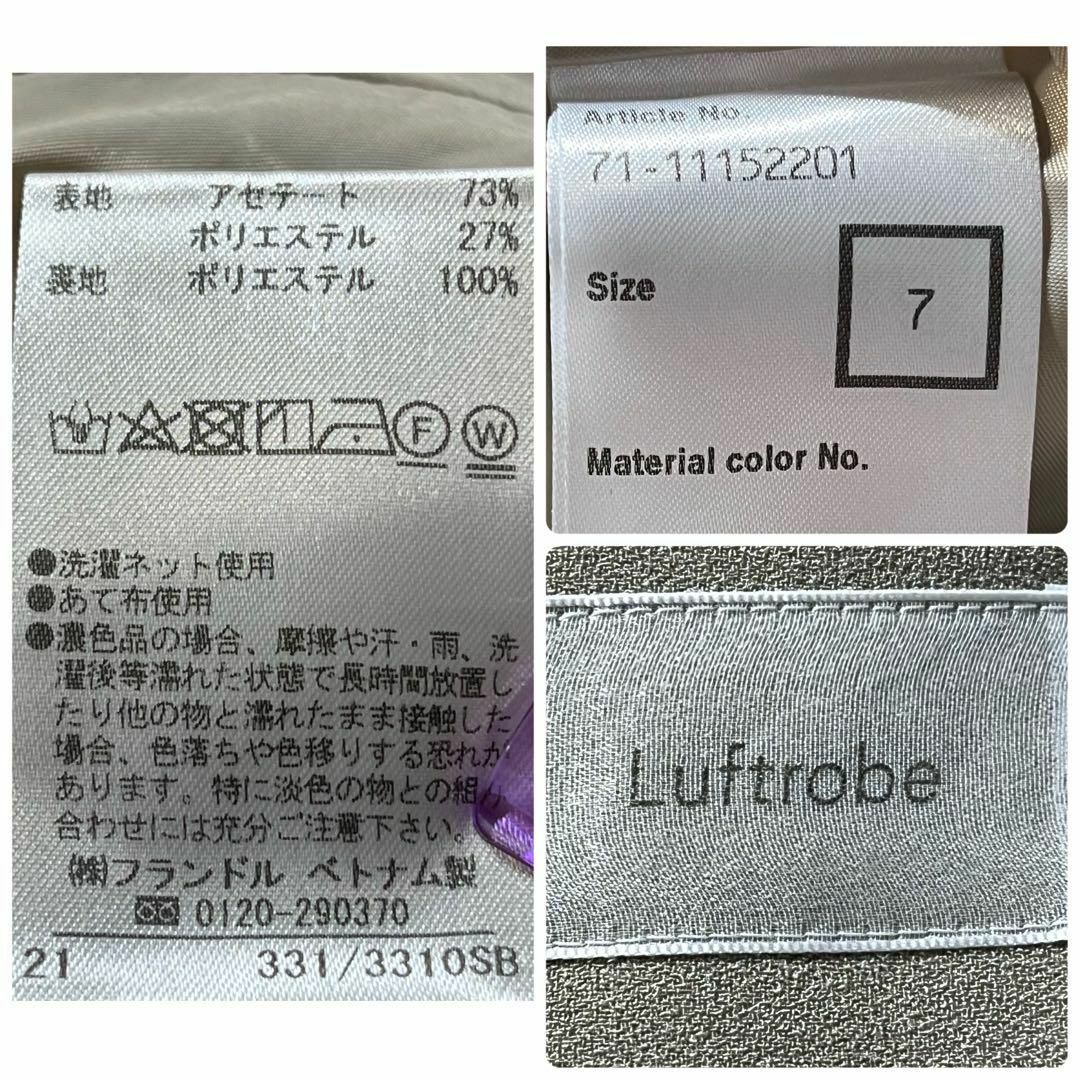 表地 アセテート 73%
ポリエステル 27%
裏地 ポリエステル 100%
F W
●洗濯ネット使用
●あて布使用
●濃色品の場合、摩擦や汗・雨、洗
濯後等濡れた状態で長時間放置し
たり他の物と濡れたまま接触した
場合、色落ちや色移りする恐れが
あります。特に淡色の物との組み
合わせには充分ご注意下さい。
(株)フランドル ベトナム製
0120-290370
21 331/3310SB
Article No.
71-11152201
Size 7
Material color No.
Luftrobe